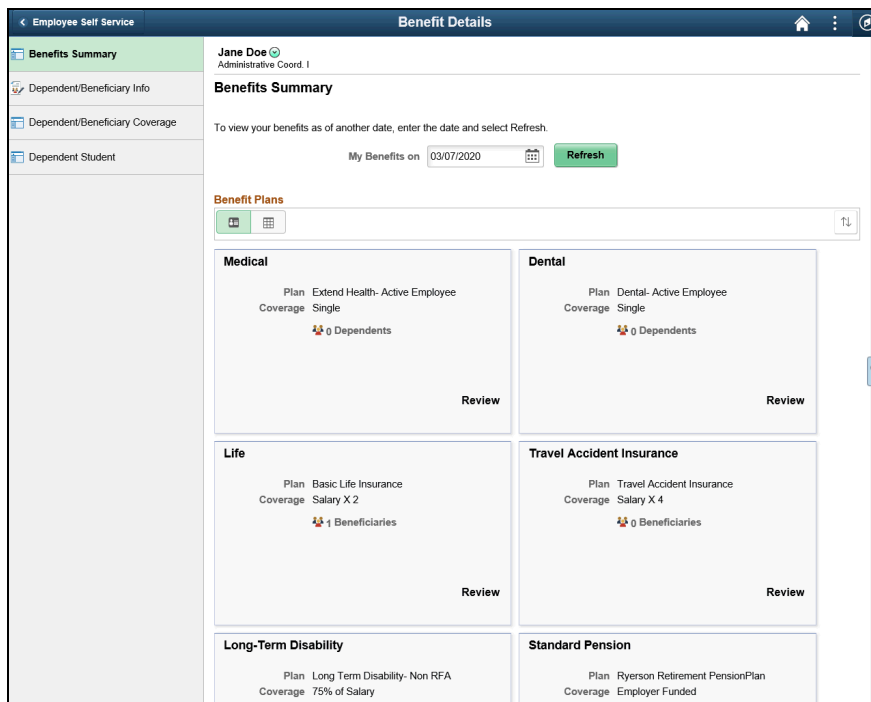 Employee Self Service
Benefit Details
Benefits Summary
Dependent/Beneficiary Info
Dependent/Beneficiary Coverage
Dependent Student
Jane Doe
Administrative Coord. I
Benefits Summary
To view your benefits as of another date, enter the date and select Refresh.
My Benefits on 03/07/2020 Refresh
Benefit Plans
Medical
Plan Extend Health- Active Employee
Coverage Single
0 Dependents
Review
Dental
Plan Dental- Active Employee
Coverage Single
0 Dependents
Review
Life
Plan Basic Life Insurance
Coverage Salary X 2
1 Beneficiaries
Review
Travel Accident Insurance
Plan Travel Accident Insurance
Coverage Salary X 4
0 Beneficiaries
Review
Long-Term Disability
Plan Long Term Disability- Non RFA
Coverage 75% of Salary
Standard Pension
Plan Ryerson Retirement PensionPlan
Coverage Employer Funded